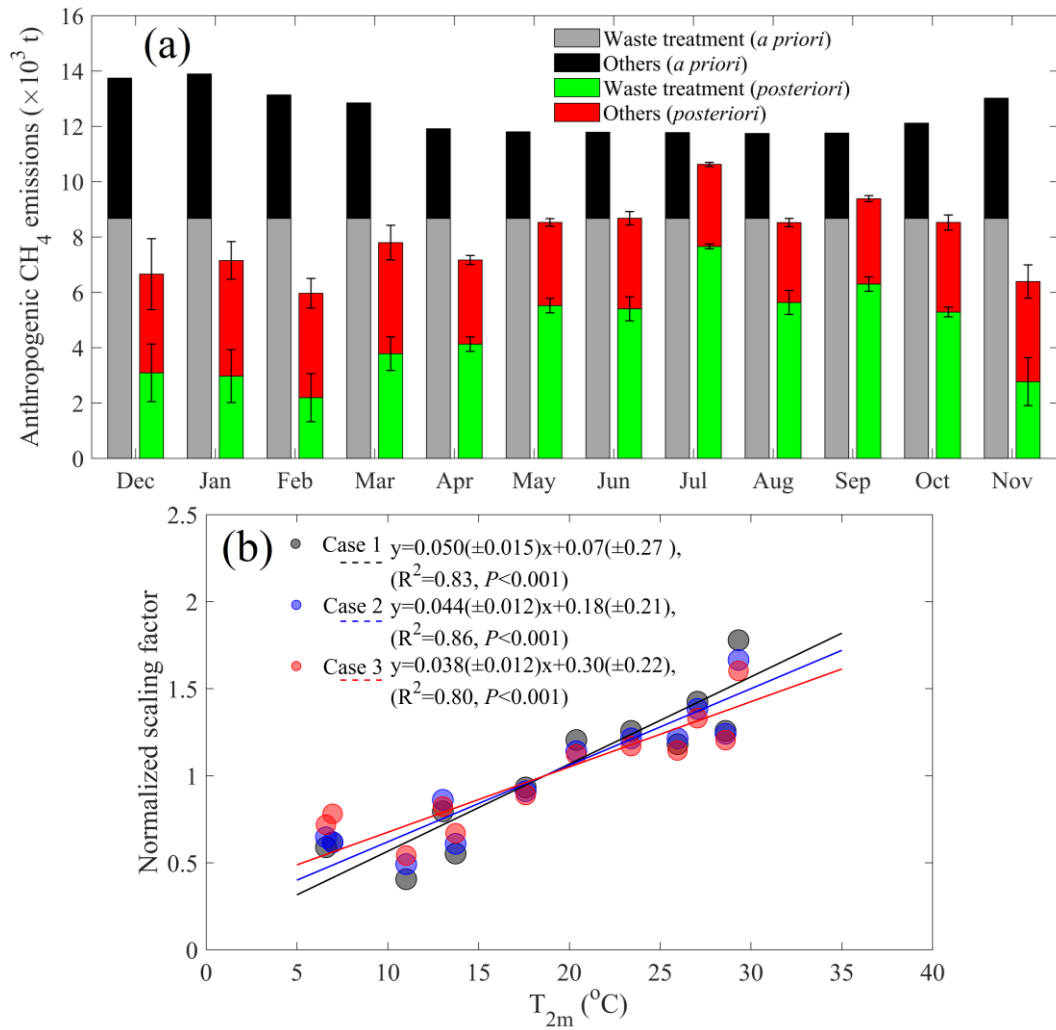 Anthropogenic CH4 emissions (×10^3 t)
16
14
12
10
8
6
4
2
0
(a)
Waste treatment (a priori)
Others (a priori)
Waste treatment (posteriori)
Others (posteriori)
Dec Jan Feb Mar Apr May Jun Jul Aug Sep Oct Nov
Normalized scaling factor
2.5
2
1.5
1
0.5
0
(b)
Case 1 y=0.050(±0.015)x+0.07(±0.27 ),
(R^2=0.83, P<0.001)
Case 2 y=0.044(±0.012)x+0.18(±0.21),
(R^2=0.86, P<0.001)
Case 3 y=0.038(±0.012)x+0.30(±0.22),
(R^2=0.80, P<0.001)
0 5 10 15 20 25 30 35 40
T2m (°C)